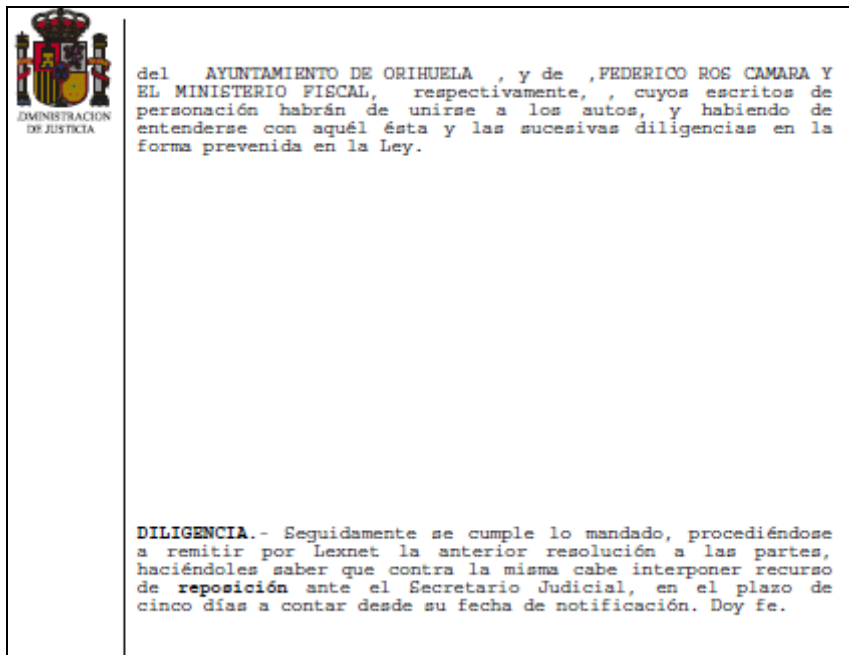 ADMINISTRACION
DE JUSTICIA
del AYUNTAMIENTO DE ORIHUELA , y de ,FEDERICO ROS CAMARA Y
EL MINISTERIO FISCAL, respectivamente, , cuyos escritos de
personación habrán de unirse a los autos, y habiendo de
entenderse con aquél ésta y las sucesivas diligencias en la
forma prevenida en la Ley.
DILIGENCIA.- Seguidamente se cumple lo mandado, procediéndose
a remitir por Lexnet la anterior resolución a las partes,
haciéndoles saber que contra la misma cabe interponer recurso
de reposición ante el Secretario Judicial, en el plazo de
cinco días a contar desde su fecha de notificación. Doy fe.